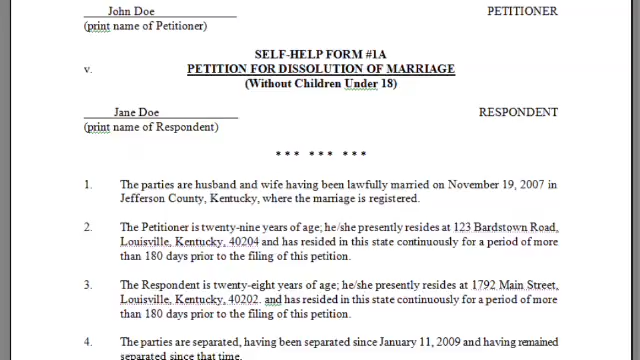 John Doe PETITIONER
(print name of Petitioner)
SELF-HELP FORM #1A
v. PETITION FOR DISSOLUTION OF MARRIAGE
(Without Children Under 18)
Jane Doe RESPONDENT
(print name of Respondent)
* * * * * * * * *
1. The parties are husband and wife having been lawfully married on November 19, 2007 in
Jefferson County, Kentucky, where the marriage is registered.
2. The Petitioner is twenty-nine years of age; he/she presently resides at 123 Bardstown Road,
Louisville, Kentucky, 40204 and has resided in this state continuously for a period of more
than 180 days prior to the filing of this petition.
3. The Respondent is twenty-eight years of age; he/she presently resides at 1792 Main Street,
Louisville, Kentucky, 40202. and has resided in this state continuously for a period of more
than 180 days prior to the filing of this petition.
4. The parties are separated, having been separated since January 11, 2009 and having remained
separated since that time.